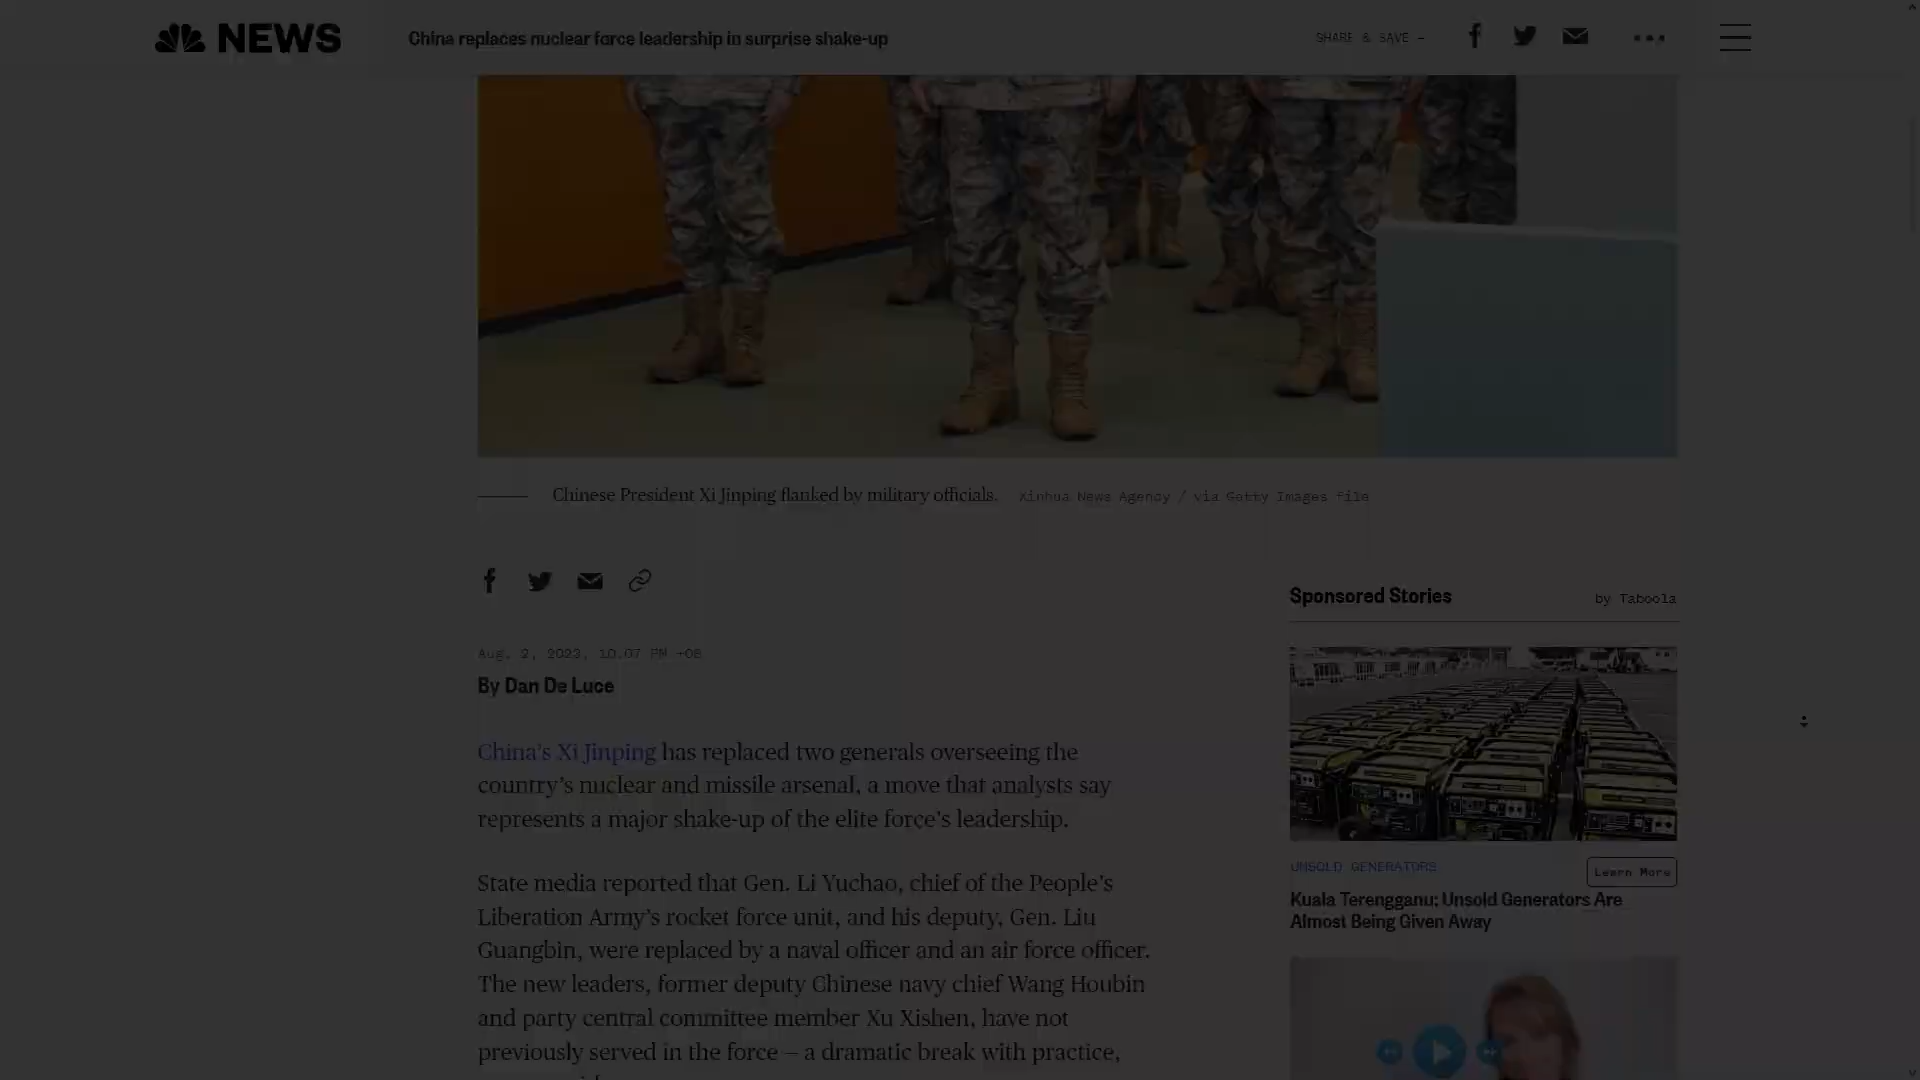 NEWS
China replaces nuclear force leadership in surprise shake-up
SHARE & SAVE —
Chinese President Xi Jinping flanked by military officials. Xinhua News Agency / via Getty Images file
Sponsored Stories
by Taboola
Aug. 2, 2023, 10:07 PM +08
By Dan De Luce
China's Xi Jinping has replaced two generals overseeing the
country's nuclear and missile arsenal, a move that analysts say
represents a major shake-up of the elite force's leadership.
State media reported that Gen. Li Yuchao, chief of the People's
Liberation Army's rocket force unit, and his deputy, Gen. Liu
Guangbin, were replaced by a naval officer and an air force officer.
The new leaders, former deputy Chinese navy chief Wang Houbin
and party central committee member Xu Xishen, have not
previously served in the force — a dramatic break with practice,
UNSOLD GENERATORS
Learn More
Kuala Terengganu: Unsold Generators Are
Almost Being Given Away